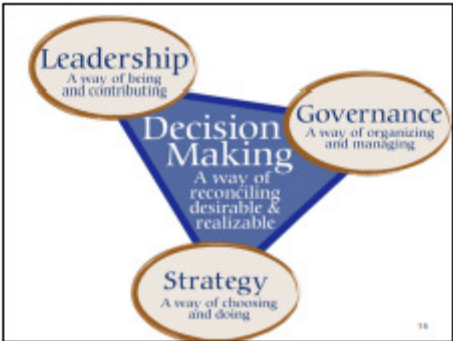 Leadership
A way of being
and contributing
Governance
A way of organizing
and managing
Decision
Making
A way of
reconciling
desirable &
realizable
Strategy
A way of choosing
and doing